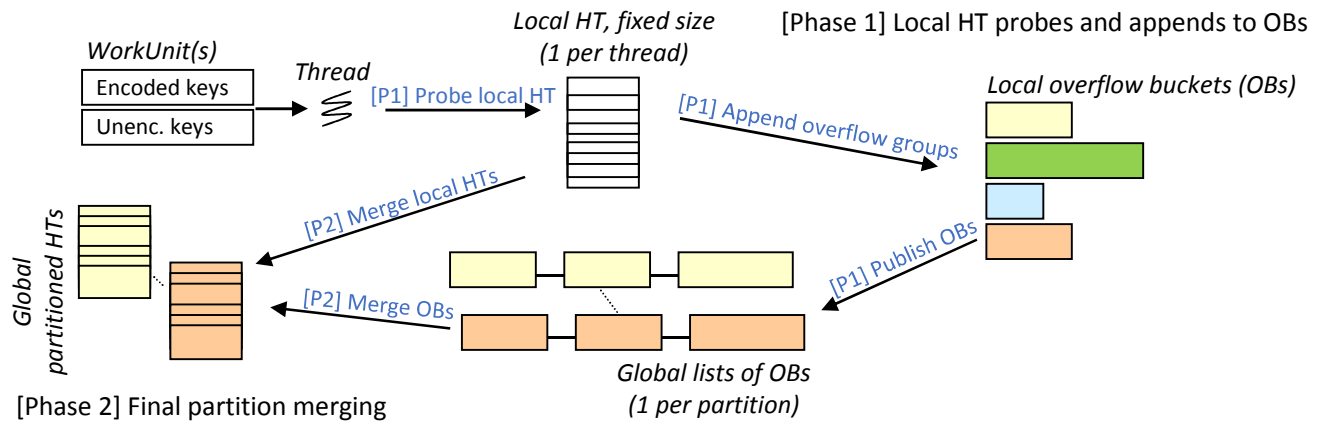 Local HT, fixed size
(1 per thread)
[Phase 1] Local HT probes and appends to OBs
WorkUnit(s)
Encoded keys
Unenc. keys
Thread
[P1] Probe local HT
[P1] Append overflow groups
Local overflow buckets (OBs)
[P2] Merge local HTs
[P1] Publish OBs
Global
partitioned HTs
[P2] Merge OBs
Global lists of OBs
(1 per partition)
[Phase 2] Final partition merging